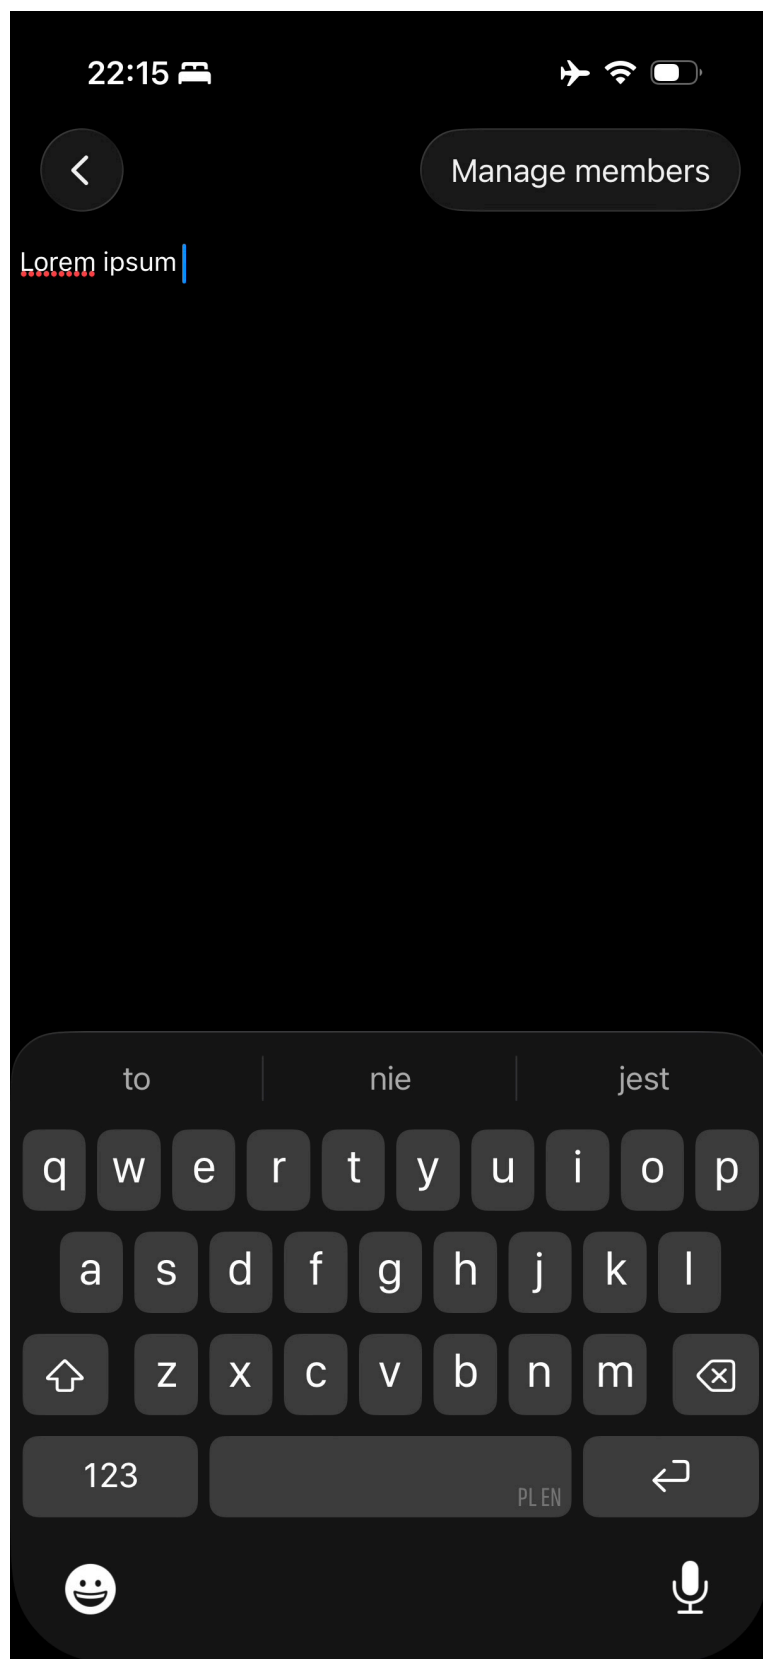 22:15
Manage members
Lorem ipsum
to nie jest
q w e r t y u i o p
a s d f g h j k l
z x c v b n m
123
PL EN